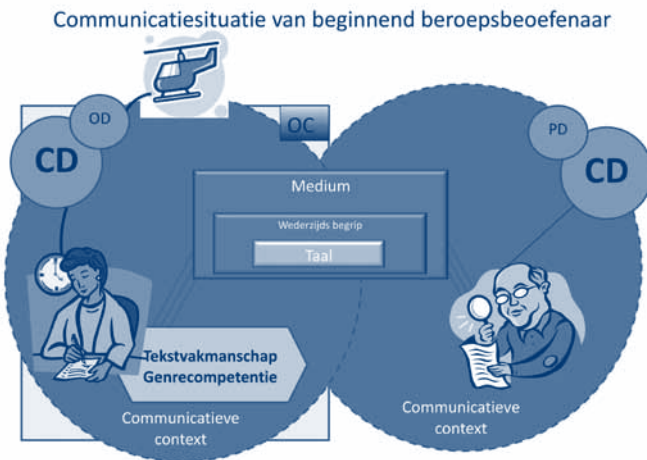 Communicatiesituatie van beginnend beroepsbeoefenaar
OD
CD
OC
PD
CD
Medium
Wederzijds begrip
Taal
Tekstvakmanschap
Genrecompetentie
Communicatieve
context
Communicatieve
context